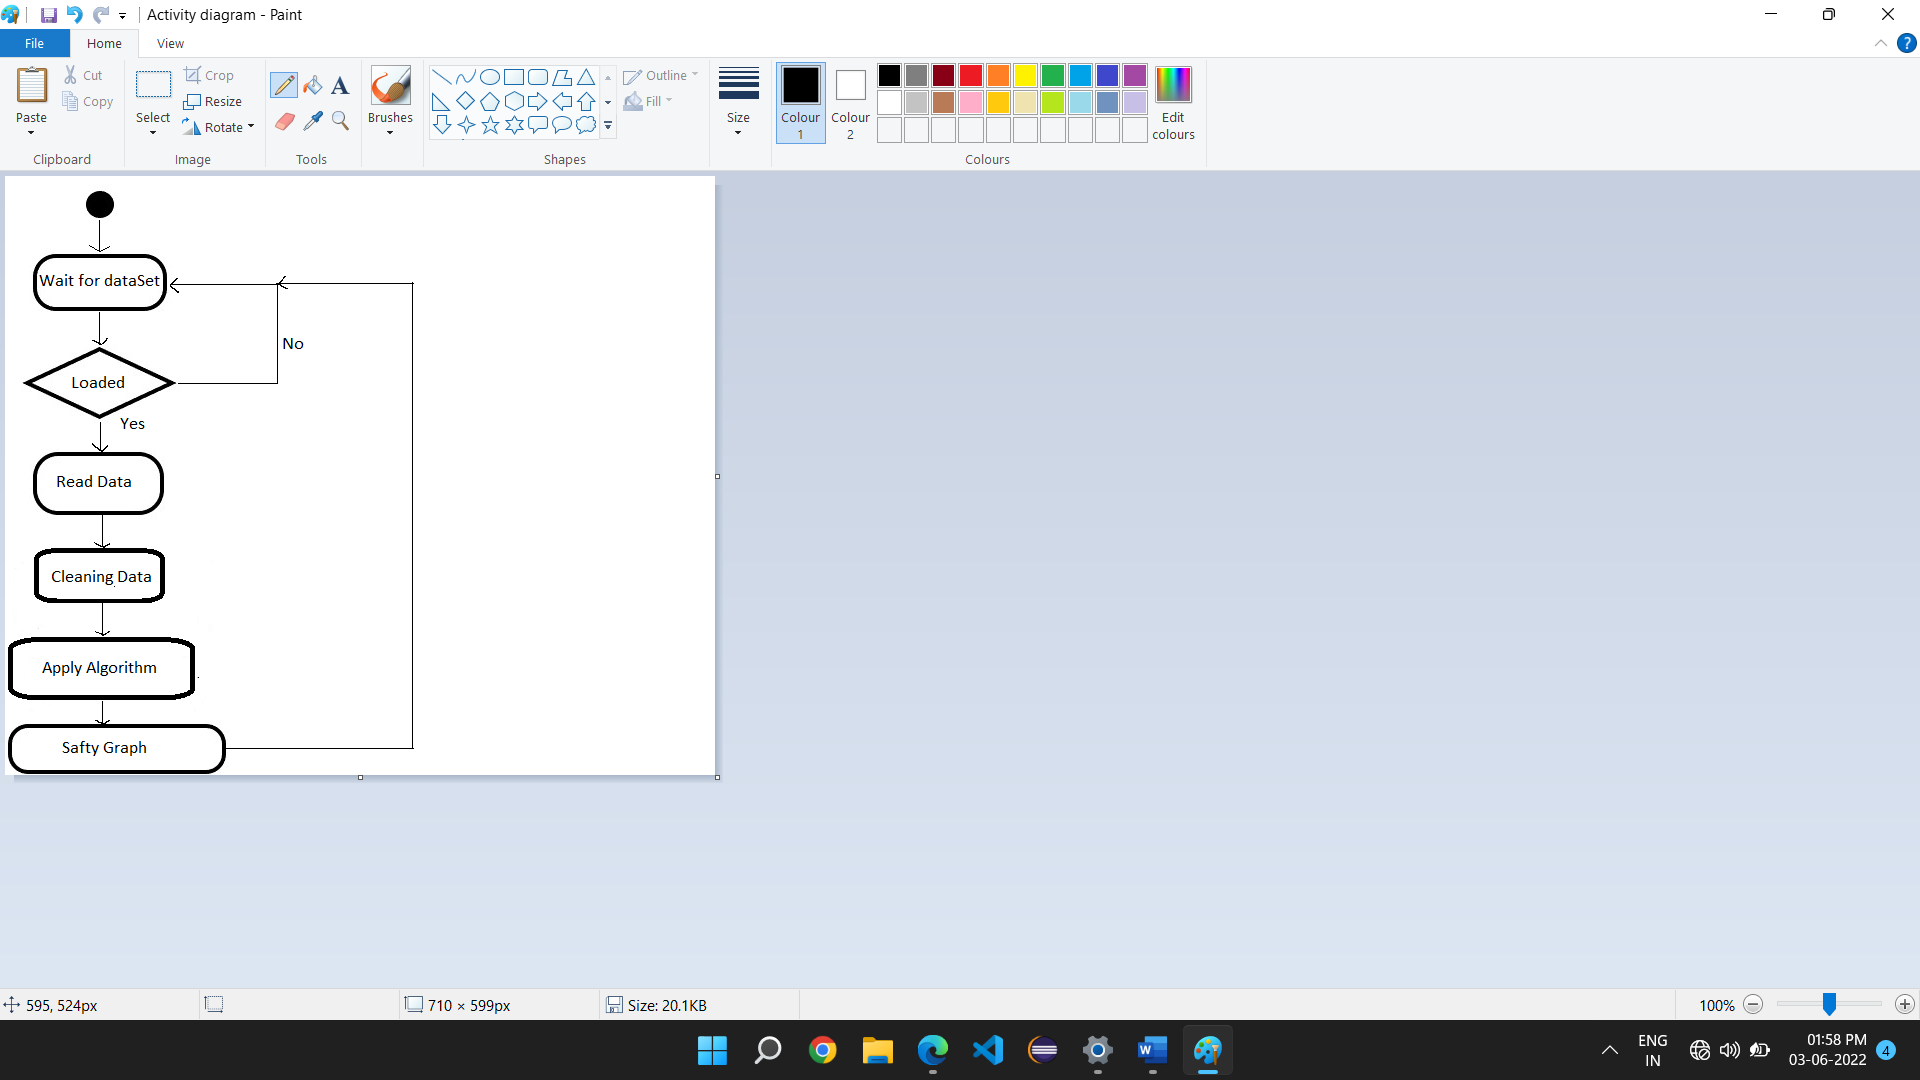 Activity diagram - Paint
File
Home
View
?
Paste
Cut
Copy
Clipboard
Select
Crop
Resize
Rotate
Image
A
Tools
Brushes
Shapes
Outline
Fill
Size
Colour
1
Colour
2
Colours
Edit
colours
Wait for dataSet
No
Loaded
Yes
Read Data
Cleaning Data
Apply Algorithm
Safty Graph
595, 524px
710 × 599px
Size: 20.1KB
100%
W
ENG
IN
01:58 PM
03-06-2022
4